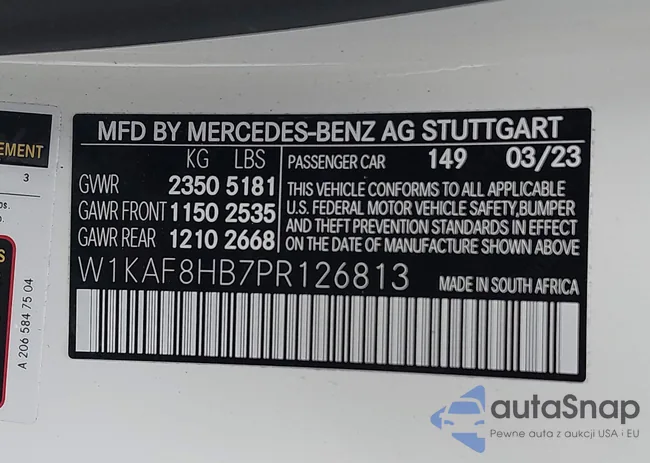 MFD BY MERCEDES-BENZ AG STUTTGART
KG LBS
PASSENGER CAR 149 03/23
GVWR 2350 5181
GAWR FRONT 1150 2535
GAWR REAR 1210 2668
THIS VEHICLE CONFORMS TO ALL APPLICABLE
U.S. FEDERAL MOTOR VEHICLE SAFETY,BUMPER
AND THEFT PREVENTION STANDARDS IN EFFECT
ON THE DATE OF MANUFACTURE SHOWN ABOVE
W1KAF8HB7PR126813
MADE IN SOUTH AFRICA
EMENT
3
A 206 584 75 04
autaSnap
Pewne auta z aukcji USA i EU